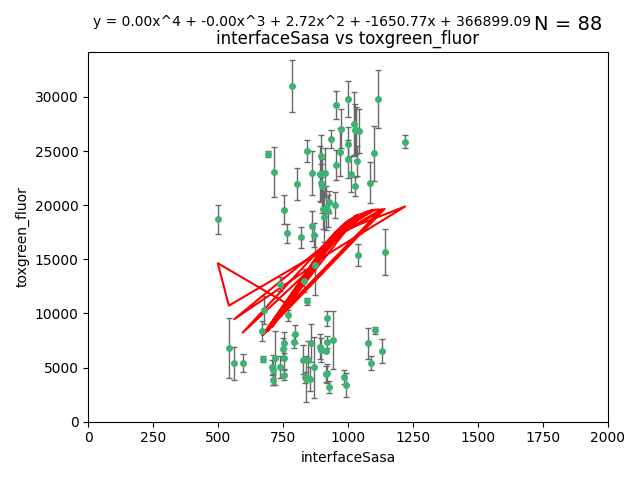 y = 0.00x^4 + -0.00x^3 + 2.72x^2 + -1650.77x + 366899.09 N = 88
interfaceSasa vs toxgreen_fluor
30000
25000
20000
15000
10000
5000
0
toxgreen_fluor
0 250 500 750 1000 1250 1500 1750 2000
interfaceSasa